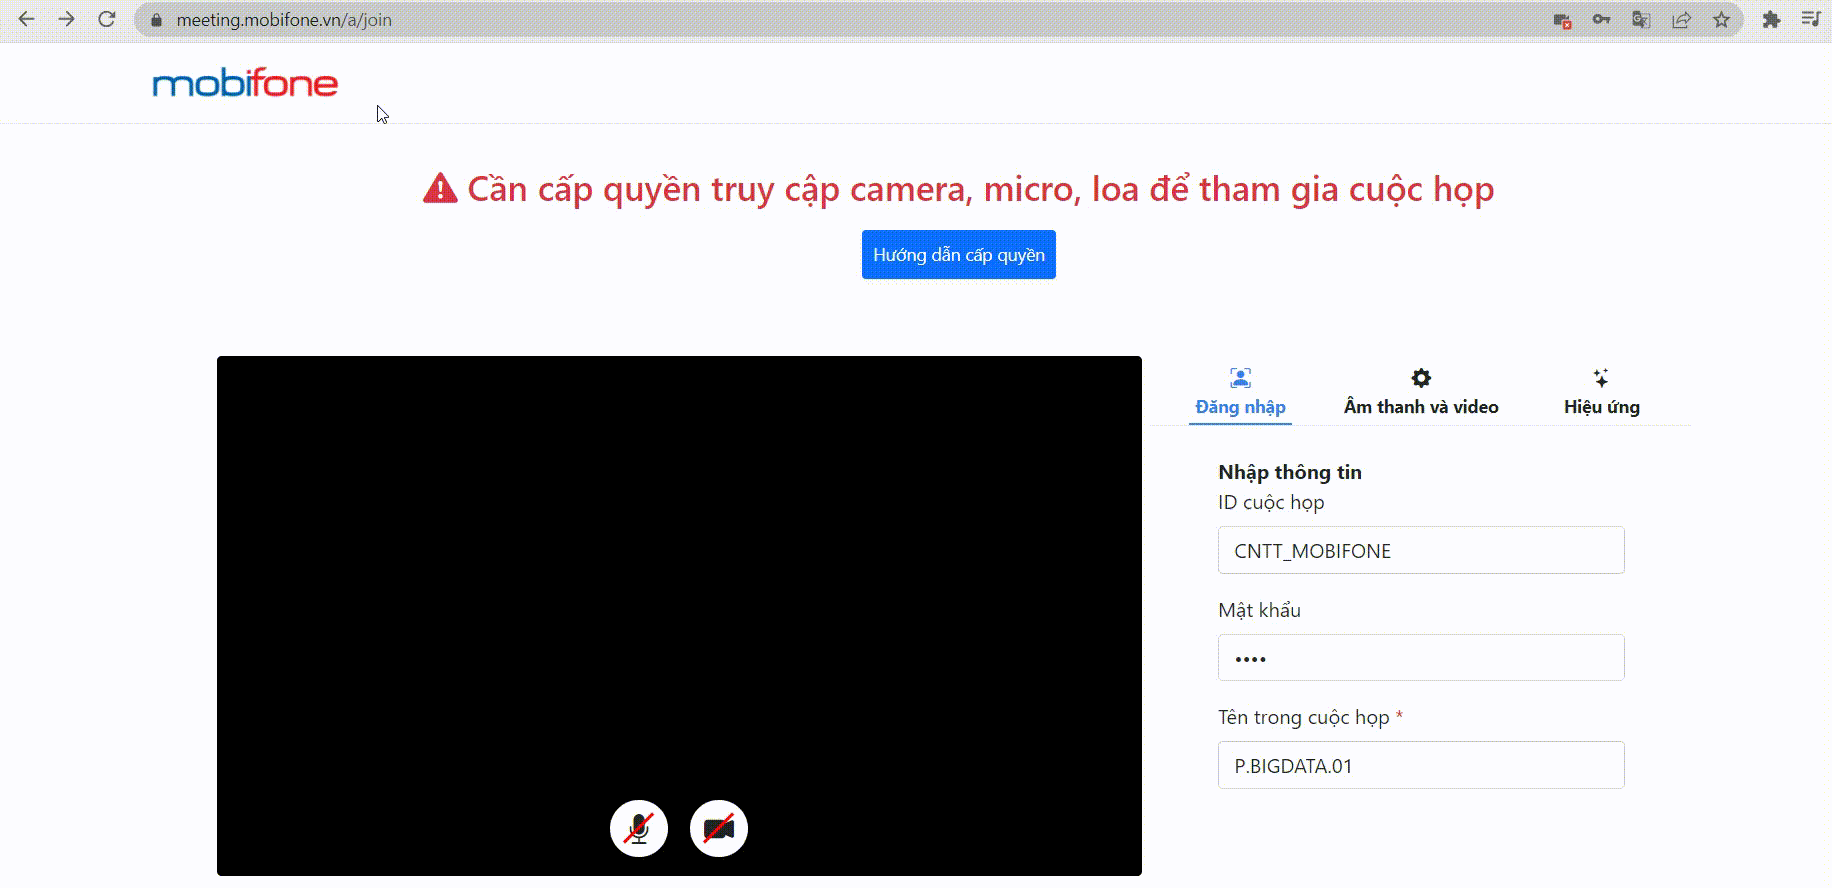 meeting.mobifone.vn/a/join
mobifone
Cần cấp quyền truy cập camera, micro, loa để tham gia cuộc họp
Hướng dẫn cấp quyền
Đăng nhập
Âm thanh và video
Hiệu ứng
Nhập thông tin
ID cuộc họp
CNTT_MOBIFONE
Mật khẩu
••••
Tên trong cuộc họp *
P.BIGDATA.01